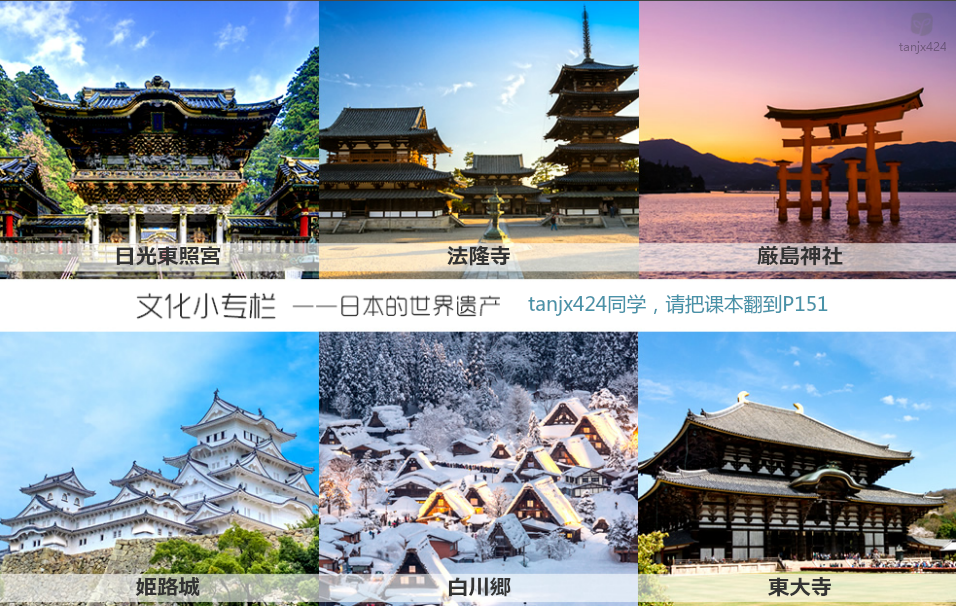 tanjx424
日光東照宮
法隆寺
厳島神社
文化小专栏 ——日本的世界遗产 tanjx424同学，请把课本翻到P151
姫路城
白川郷
東大寺